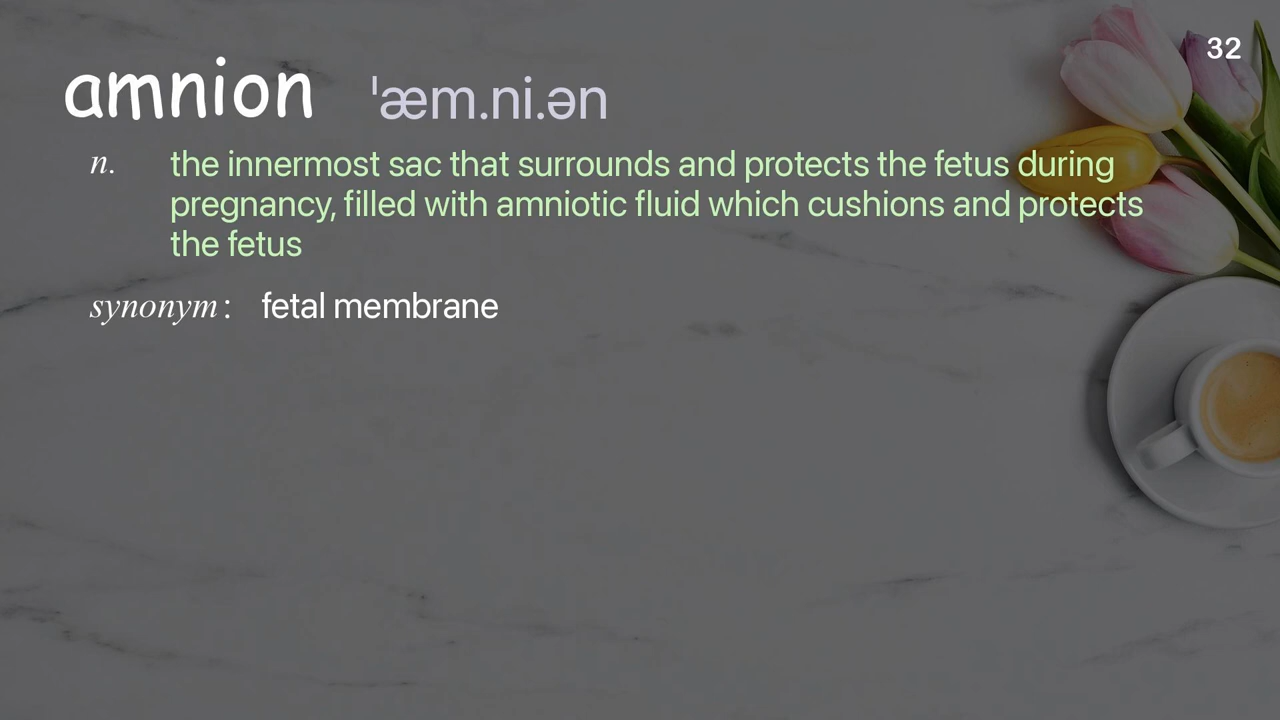 32
amnion ˈæm.ni.ən
n. the innermost sac that surrounds and protects the fetus during
pregnancy, filled with amniotic fluid which cushions and protects
the fetus
synonym: fetal membrane